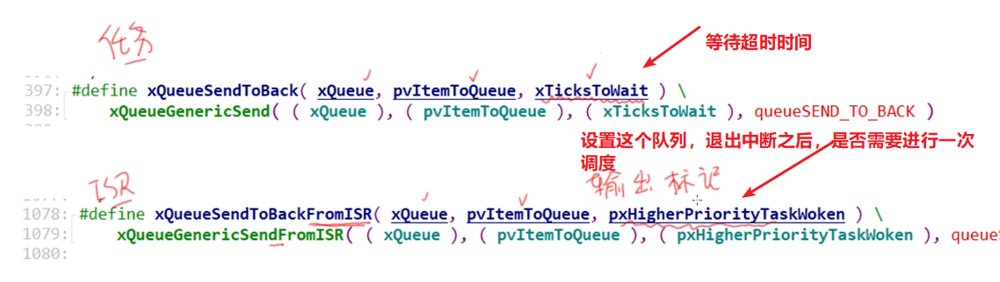 任务
等待超时时间
397: #define xQueueSendToBack( xQueue, pvItemToQueue, xTicksToWait ) \
398: xQueueGenericSend( ( xQueue ), ( pvItemToQueue ), ( xTicksToWait ), queueSEND_TO_BACK )
设置这个队列，退出中断之后，是否需要进行一次
调度
ISR
输出标记
1078: #define xQueueSendToBackFromISR( xQueue, pvItemToQueue, pxHigherPriorityTaskWoken ) \
1079: xQueueGenericSendFromISR( ( xQueue ), ( pvItemToQueue ), ( pxHigherPriorityTaskWoken ),
1080: